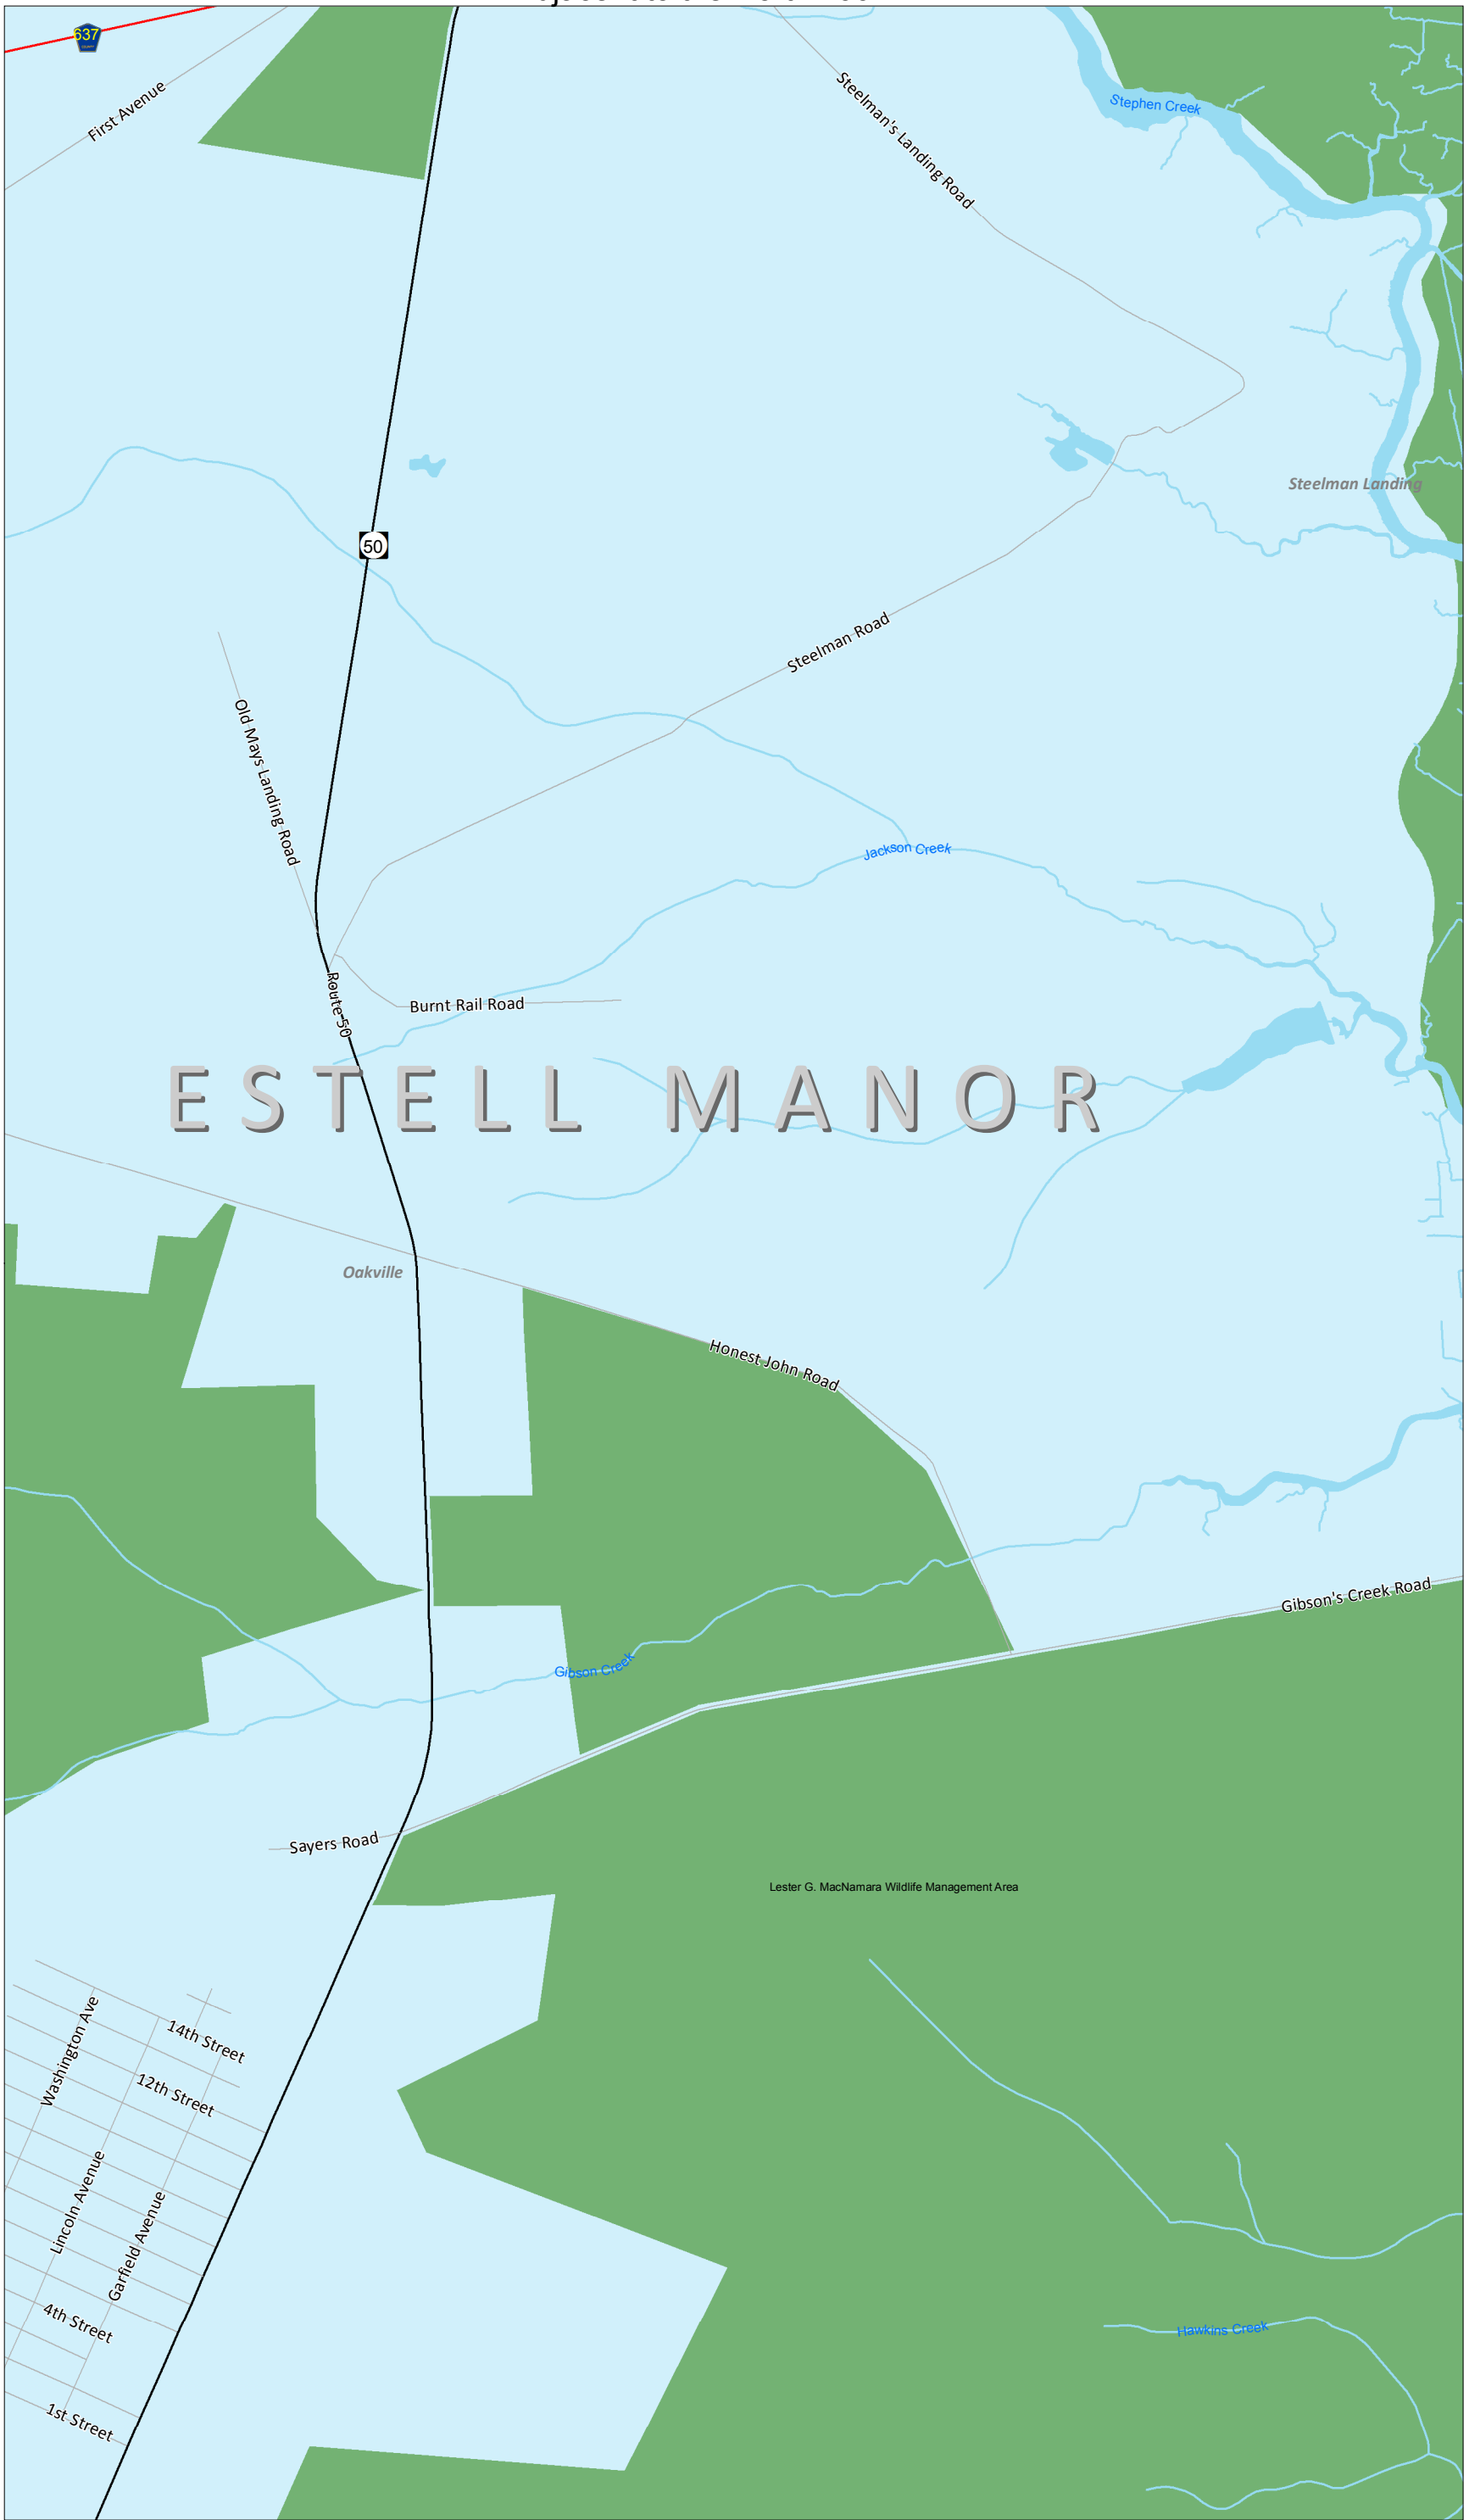 637
First Avenue
Steelman's Landing Road
Stephen Creek
Steelman Landing
50
Steelman Road
Old Mays Landing Road
Jackson Creek
Route 50
Burnt Rail Road
ESTELL MANOR
Oakville
Honest John Road
Gibson's Creek Road
Gibson Creek
Sayers Road
Lester G. MacNamara Wildlife Management Area
Washington Ave
14th Street
12th Street
Lincoln Avenue
Garfield Avenue
4th Street
Hawkins Creek
1st Street